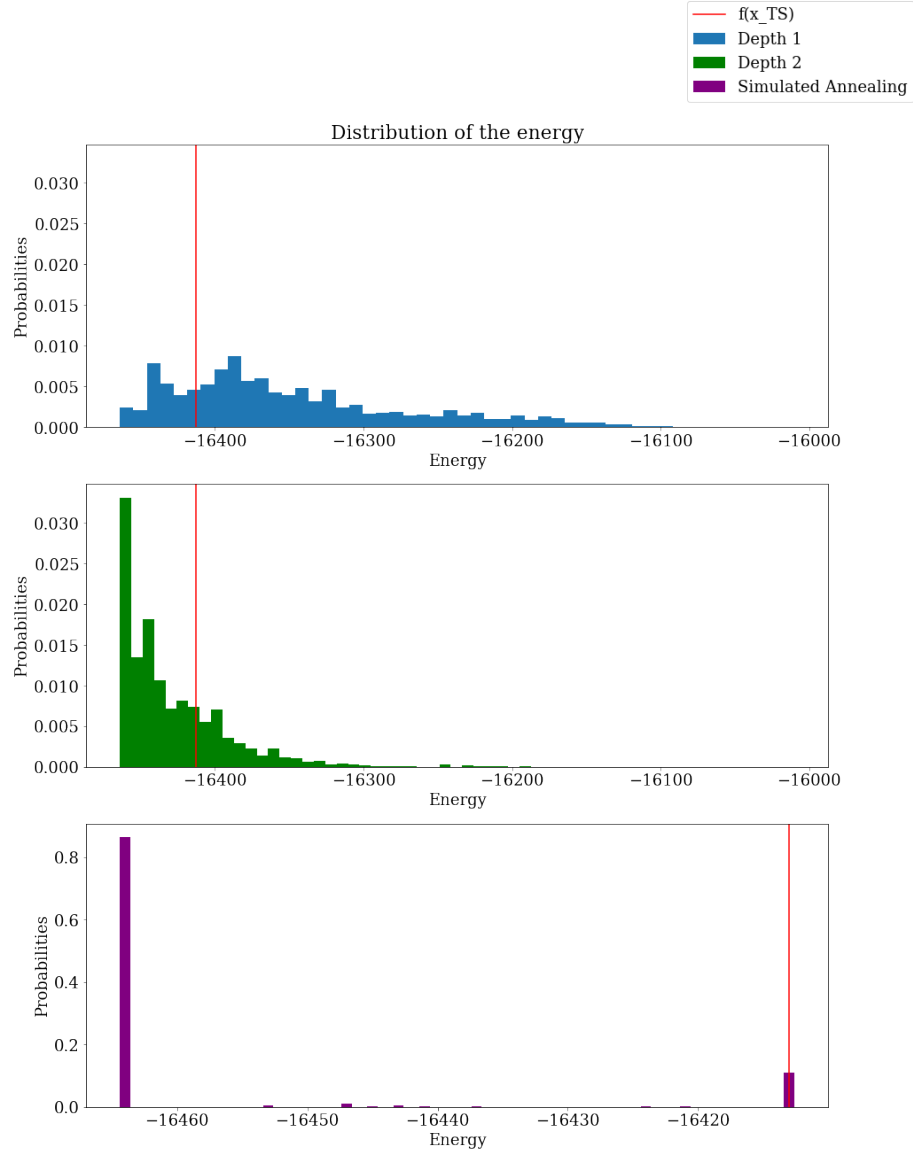 f(x_TS)
Depth 1
Depth 2
Simulated Annealing
Distribution of the energy
0.030
0.025
0.020
0.015
0.010
0.005
0.000
Probabilities
−16400 −16300 −16200 −16100 −16000
Energy
0.030
0.025
0.020
0.015
0.010
0.005
0.000
Probabilities
−16400 −16300 −16200 −16100 −16000
Energy
0.8
0.6
0.4
0.2
0.0
Probabilities
−16460 −16450 −16440 −16430 −16420
Energy